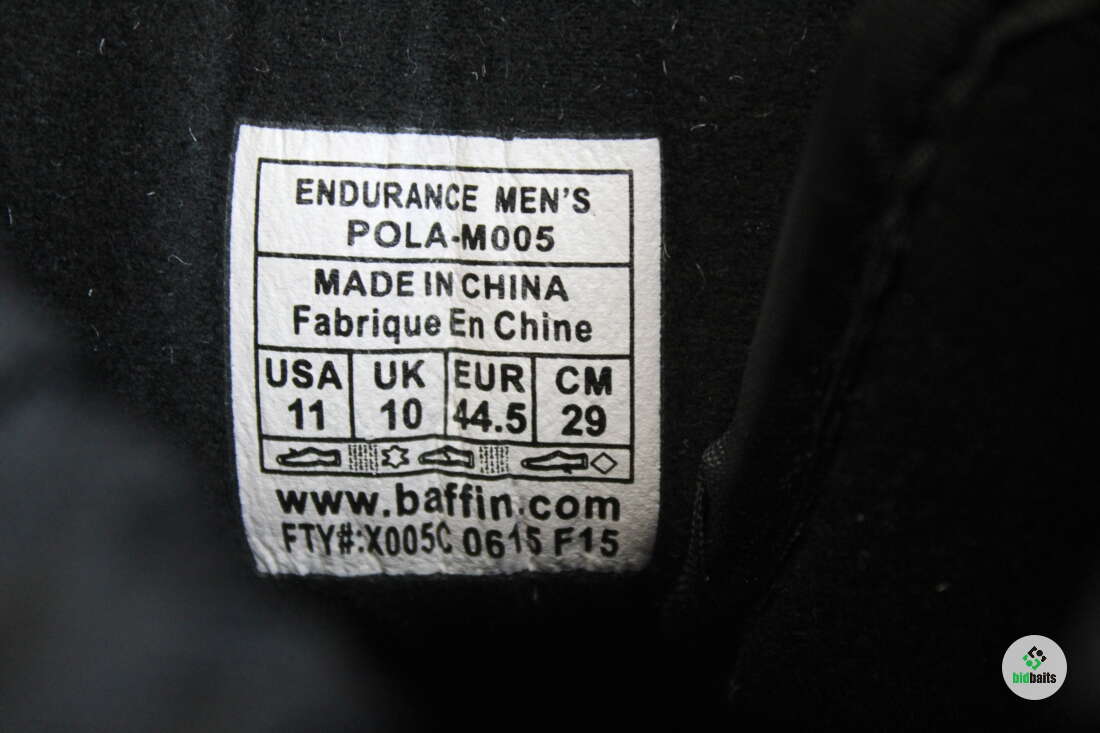 ENDURANCE MEN'S
POLA-M005
MADE IN CHINA
Fabrique En Chine
USA UK EUR CM
11 10 44.5 29
www.baffin.com
FTY#:X005C 0615 F15
bidbaits